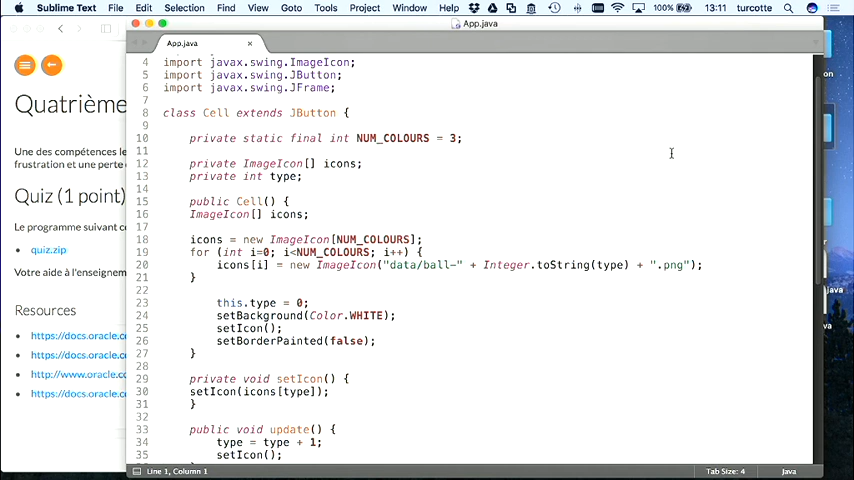 Sublime Text File Edit Selection Find View Goto Tools Project Window Help 100% 13:11 turcotte
App.java
App.java ×
4 import javax.swing.ImageIcon;
5 import javax.swing.JButton;
6 import javax.swing.JFrame;
7
8 class Cell extends JButton {
9
10 private static final int NUM_COLOURS = 3;
11
12 private ImageIcon[] icons;
13 private int type;
14
15 public Cell() {
16 ImageIcon[] icons;
17
18 icons = new ImageIcon[NUM_COLOURS];
19 for (int i=0; i<NUM_COLOURS; i++) {
20 icons[i] = new ImageIcon("data/ball-" + Integer.toString(type) + ".png");
21 }
22
23 this.type = 0;
24 setBackground(Color.WHITE);
25 setIcon();
26 setBorderPainted(false);
27 }
28
29 private void setIcon() {
30 setIcon(icons[type]);
31 }
32
33 public void update() {
34 type = type + 1;
35 setIcon();
Line 1, Column 1 Tab Size: 4 Java
Quatrième
Une des compétences le
frustration et une perte
Quiz (1 point)
Le programme suivant c
quiz.zip
Votre aide à l'enseignem
Resources
https://docs.oracle.c
https://docs.oracle.c
http://www.oracle.c
https://docs.oracle.c
on
java
va